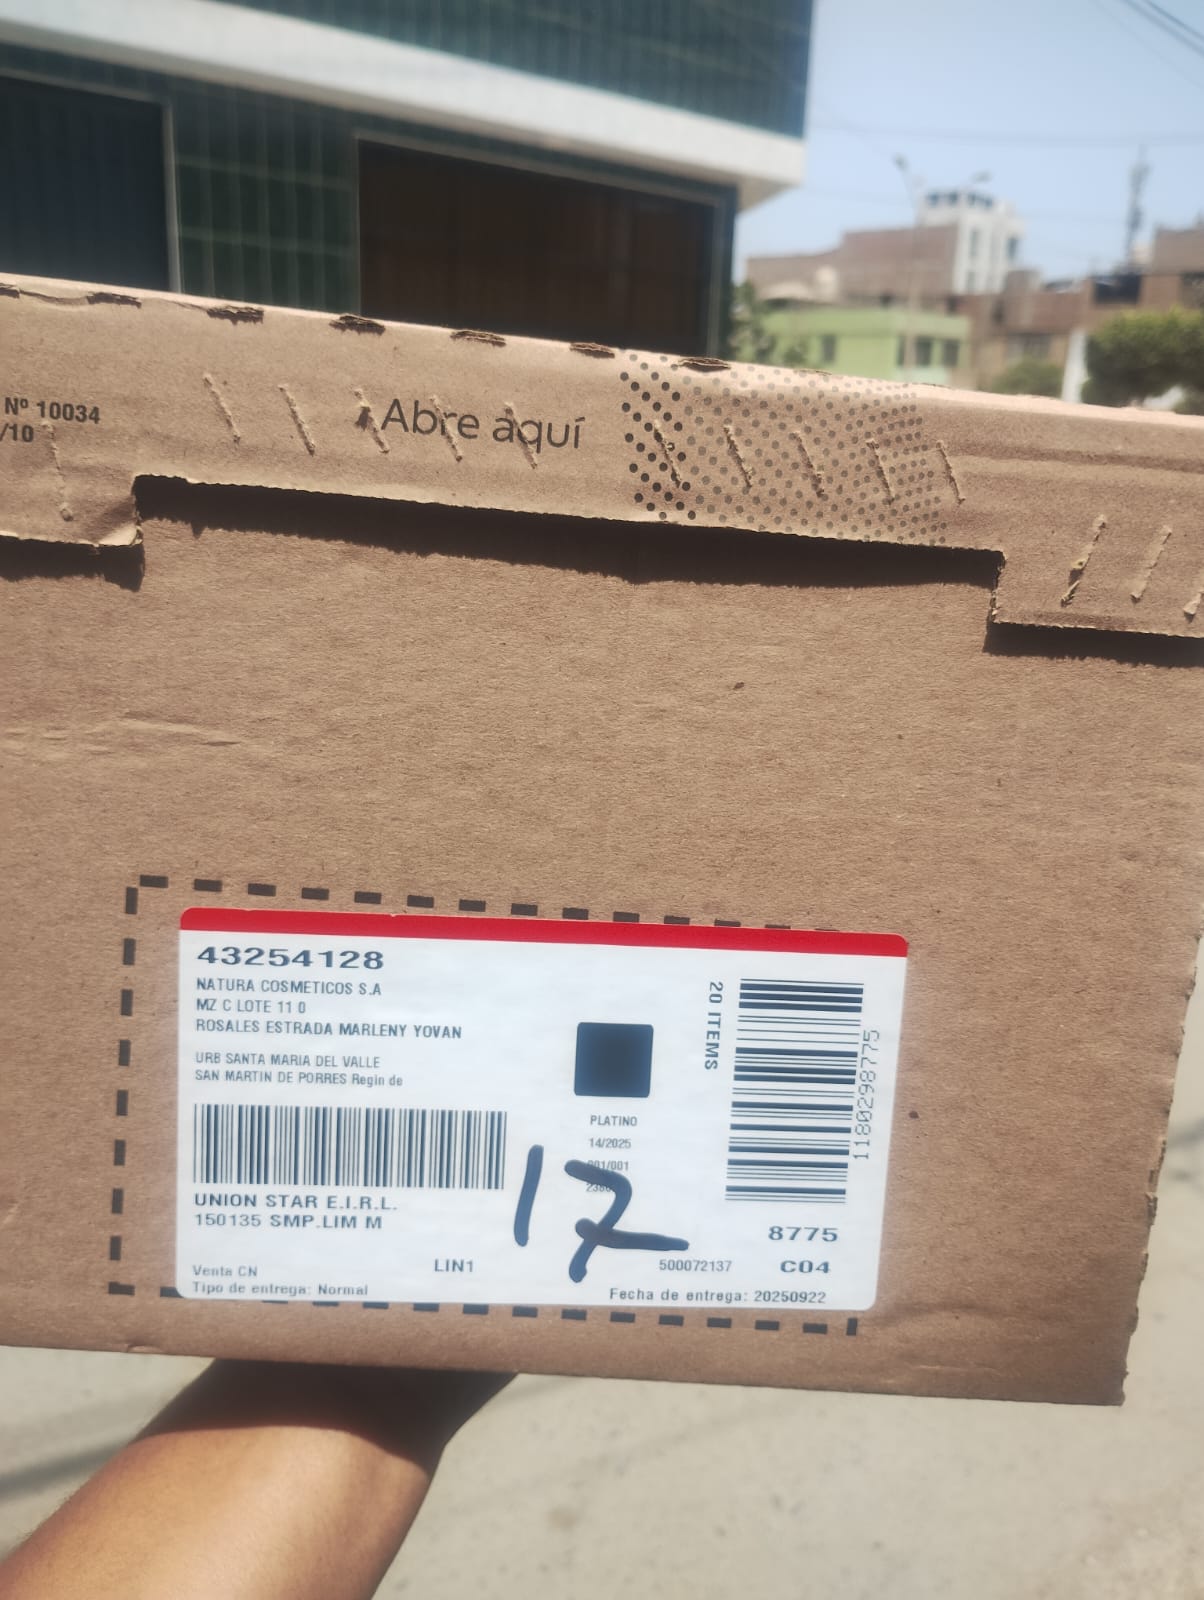 Nº 10034
/10
Abre aquí
43254128
NATURA COSMETICOS S.A
MZ C LOTE 11 0
ROSALES ESTRADA MARLENY YOVAN
URB SANTA MARIA DEL VALLE
SAN MARTIN DE PORRES Regin de
UNION STAR E.I.R.L.
150135 SMP.LIM M
Venta CN
Tipo de entrega: Normal
LIN1
PLATINO
14/2025
001/001
17
20 ITEMS
1180298775
8775
500072137
C04
Fecha de entrega: 20250922